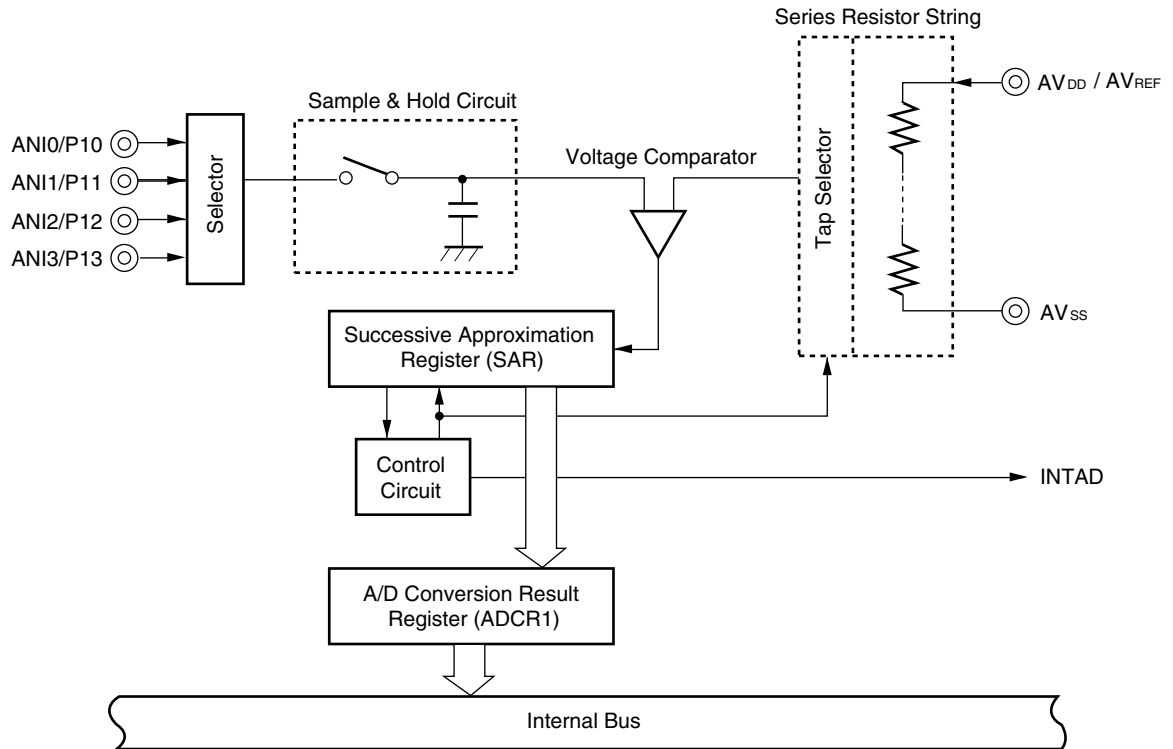 Series Resistor String
AVDD / AVREF
Sample & Hold Circuit
ANI0/P10
ANI1/P11
ANI2/P12
ANI3/P13
Selector
Voltage Comparator
Tap Selector
AVSS
Successive Approximation
Register (SAR)
Control
Circuit
INTAD
A/D Conversion Result
Register (ADCR1)
Internal Bus